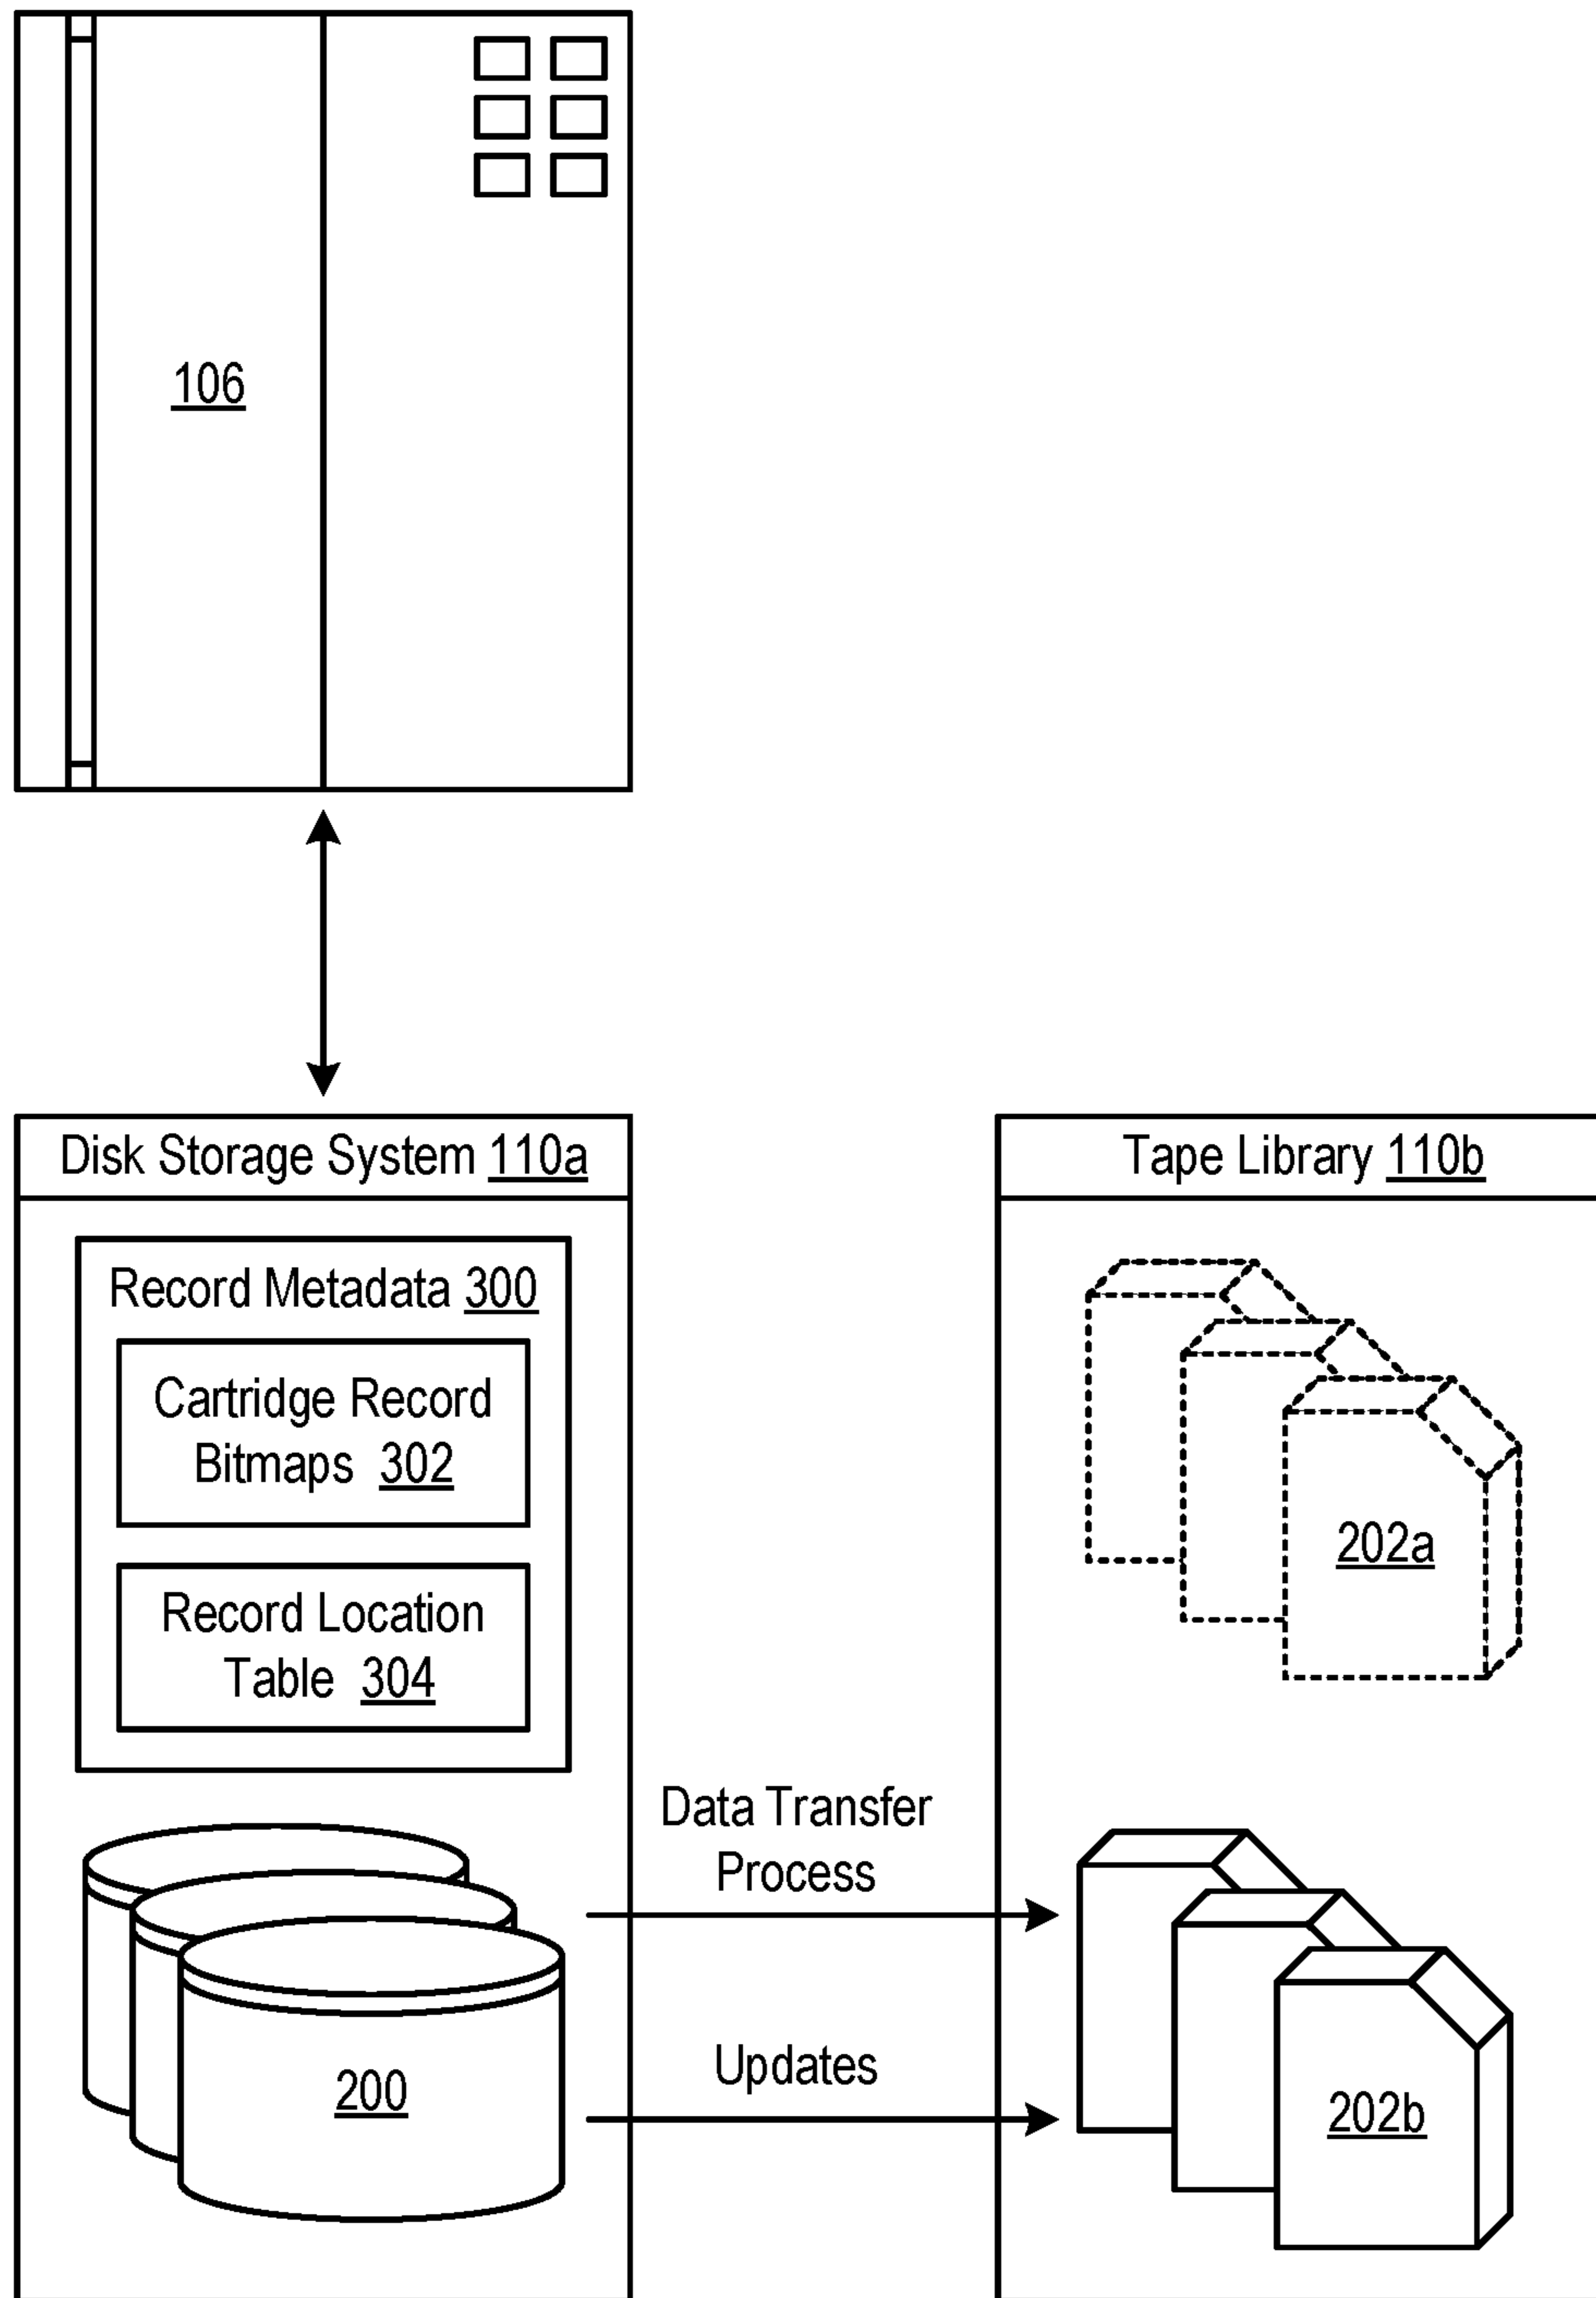 106
Disk Storage System 110a
Tape Library 110b
Record Metadata 300
Cartridge Record
Bitmaps 302
202a
Record Location
Table 304
Data Transfer
Process
Updates
200
202b